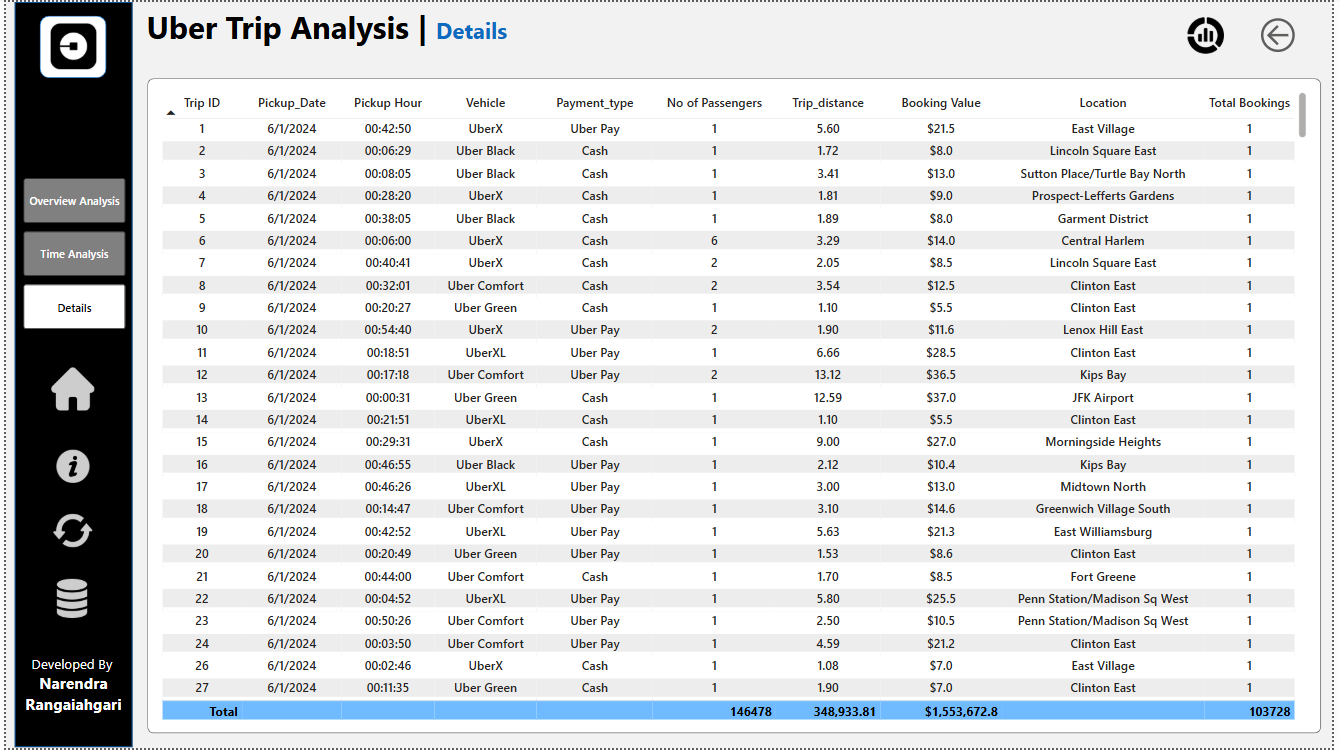 Uber Trip Analysis | Details
Overview Analysis
Time Analysis
Details
Developed By
Narendra
Rangaiahgari
Trip ID Pickup_Date Pickup Hour Vehicle Payment_type No of Passengers Trip_distance Booking Value Location Total Bookings
1 6/1/2024 00:42:50 UberX Uber Pay 1 5.60 $21.5 East Village 1
2 6/1/2024 00:06:29 Uber Black Cash 1 1.72 $8.0 Lincoln Square East 1
3 6/1/2024 00:08:05 Uber Black Cash 1 3.41 $13.0 Sutton Place/Turtle Bay North 1
4 6/1/2024 00:28:20 UberX Cash 1 1.81 $9.0 Prospect-Lefferts Gardens 1
5 6/1/2024 00:38:05 Uber Black Cash 1 1.89 $8.0 Garment District 1
6 6/1/2024 00:06:00 UberX Cash 6 3.29 $14.0 Central Harlem 1
7 6/1/2024 00:40:41 UberX Cash 2 2.05 $8.5 Lincoln Square East 1
8 6/1/2024 00:32:01 Uber Comfort Cash 2 3.54 $12.5 Clinton East 1
9 6/1/2024 00:20:27 Uber Green Cash 1 1.10 $5.5 Clinton East 1
10 6/1/2024 00:54:40 UberX Uber Pay 2 1.90 $11.6 Lenox Hill East 1
11 6/1/2024 00:18:51 UberXL Uber Pay 1 6.66 $28.5 Clinton East 1
12 6/1/2024 00:17:18 Uber Comfort Uber Pay 2 13.12 $36.5 Kips Bay 1
13 6/1/2024 00:00:31 Uber Green Cash 1 12.59 $37.0 JFK Airport 1
14 6/1/2024 00:21:51 UberXL Cash 1 1.10 $5.5 Clinton East 1
15 6/1/2024 00:29:31 UberX Cash 1 9.00 $27.0 Morningside Heights 1
16 6/1/2024 00:46:55 Uber Black Uber Pay 1 2.12 $10.4 Kips Bay 1
17 6/1/2024 00:46:26 UberXL Uber Pay 1 3.00 $13.0 Midtown North 1
18 6/1/2024 00:14:47 Uber Comfort Uber Pay 1 3.10 $14.6 Greenwich Village South 1
19 6/1/2024 00:42:52 UberXL Uber Pay 1 5.63 $21.3 East Williamsburg 1
20 6/1/2024 00:20:49 Uber Green Uber Pay 1 1.53 $8.6 Clinton East 1
21 6/1/2024 00:44:00 Uber Comfort Cash 1 1.70 $8.5 Fort Greene 1
22 6/1/2024 00:04:52 UberXL Uber Pay 1 5.80 $25.5 Penn Station/Madison Sq West 1
23 6/1/2024 00:50:26 Uber Comfort Uber Pay 1 2.50 $10.5 Penn Station/Madison Sq West 1
24 6/1/2024 00:03:50 Uber Comfort Uber Pay 1 4.59 $21.2 Clinton East 1
26 6/1/2024 00:02:46 UberX Cash 1 1.08 $7.0 East Village 1
27 6/1/2024 00:11:35 Uber Green Cash 1 1.90 $7.0 Clinton East 1
Total 146478 348,933.81 $1,553,672.8 103728